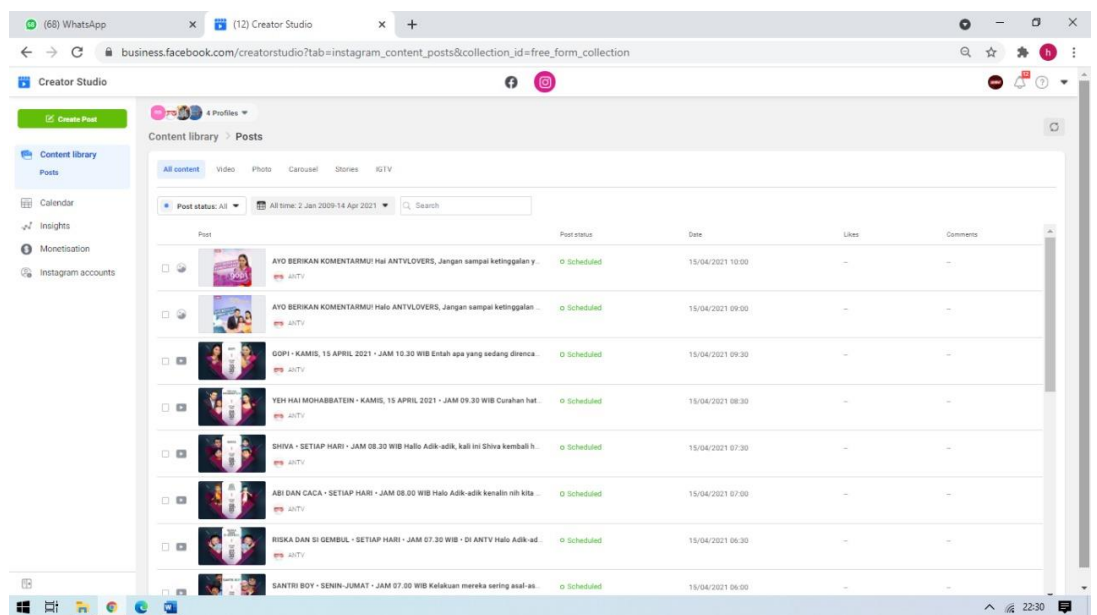 (68) WhatsApp
(12) Creator Studio
business.facebook.com/creatorstudio?tab=instagram_content_posts&collection_id=free_form_collection
h
Creator Studio
12
Create Post
4 Profiles
Content library > Posts
Content library
Posts
All content Video Photo Carousel Stories IGTV
Calendar
Post status: All All time: 2 Jan 2009-14 Apr 2021 Search
Insights
Monetisation
Instagram accounts
Post Post status Date Likes Comments
AYO BERIKAN KOMENTARMU! Hai ANTVLOVERS, Jangan sampai ketinggalan y... Scheduled 15/04/2021 10:00 -- --
ANTV
AYO BERIKAN KOMENTARMU! Halo ANTVLOVERS, Jangan sampai ketinggalan ... Scheduled 15/04/2021 09:00 -- --
ANTV
GOPI • KAMIS, 15 APRIL 2021 • JAM 10.30 WIB Entah apa yang sedang direnca... Scheduled 15/04/2021 09:30 -- --
ANTV
YEH HAI MOHABBATEIN • KAMIS, 15 APRIL 2021 • JAM 09.30 WIB Curahan hat... Scheduled 15/04/2021 08:30 -- --
ANTV
SHIVA • SETIAP HARI • JAM 08.30 WIB Hallo Adik-adik, kali ini Shiva kembali h... Scheduled 15/04/2021 07:30 -- --
ANTV
ABI DAN CACA • SETIAP HARI • JAM 08.00 WIB Halo Adik-adik kenalin nih kita ... Scheduled 15/04/2021 07:00 -- --
ANTV
RISKA DAN SI GEMBUL • SETIAP HARI • JAM 07.30 WIB • DI ANTV Halo Adik-ad... Scheduled 15/04/2021 06:30 -- --
ANTV
SANTRI BOY • SENIN-JUMAT • JAM 07.00 WIB Kelakuan mereka sering asal-as... Scheduled 15/04/2021 06:00 -- --
22:30